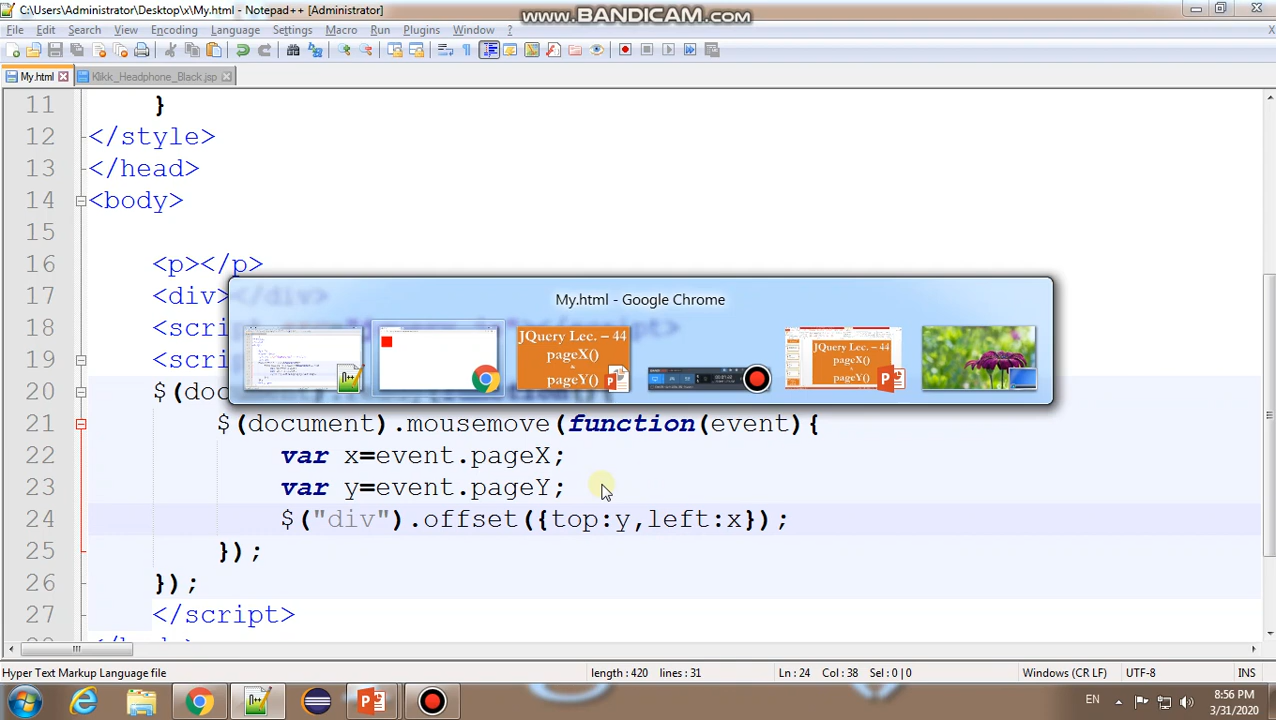 C:\Users\Administrator\Desktop\x\My.html - Notepad++ [Administrator]
www.BANDICAM.com
File Edit Search View Encoding Language Settings Macro Run Plugins Window ?
X
My.html
Klikk_Headphone_Black.jsp
11 }
12 </style>
13 </head>
14 <body>
15
16 <p></p>
17 <div></div>
My.html - Google Chrome
JQuery Lec. – 44
pageX()
&
pageY()
JQuery Lec. – 44
pageX()
&
pageY()
18 <scrip
script>
19 <sc
20 $(doc
21 $(document).mousemove(function(event){
22 var x=event.pageX;
23 var y=event.pageY;
24 $("div").offset({top:y,left:x});
25 });
26 });
27 </script>
Hyper Text Markup Language file
length : 420 lines : 31
Ln : 24 Col : 38 Sel : 0 | 0
Windows (CR LF)
UTF-8
INS
EN
8:56 PM
3/31/2020